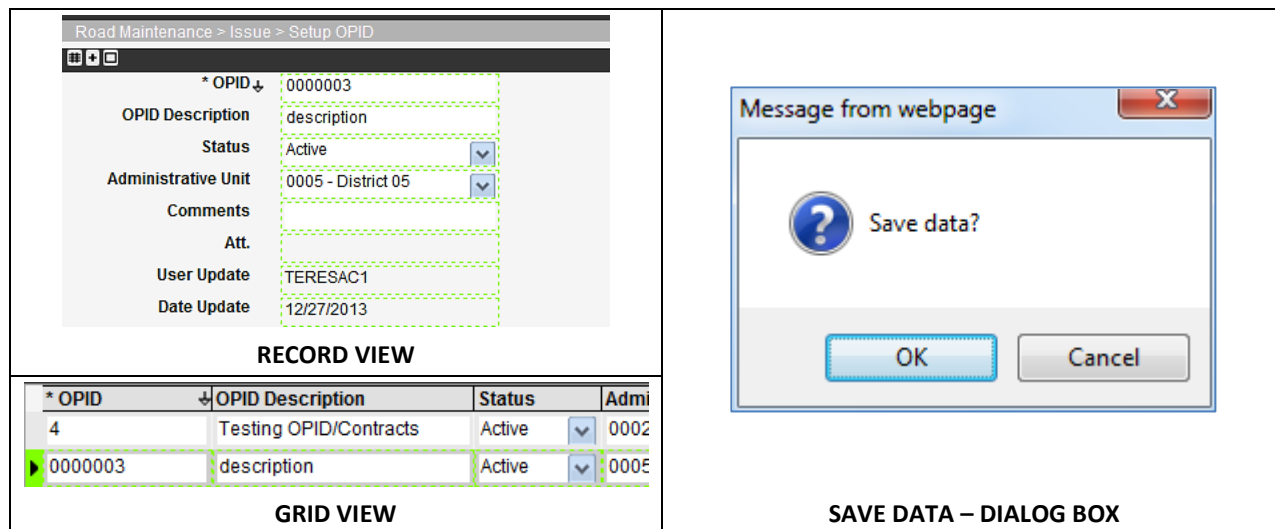 Road Maintenance > Issue > Setup OPID
* OPID 0000003
OPID Description description
Status Active
Administrative Unit 0005 - District 05
Comments
Att.
User Update TERESAC1
Date Update 12/27/2013
RECORD VIEW
* OPID OPID Description Status Admi
4 Testing OPID/Contracts Active 0002
0000003 description Active 0005
GRID VIEW
Message from webpage
Save data?
OK Cancel
SAVE DATA – DIALOG BOX